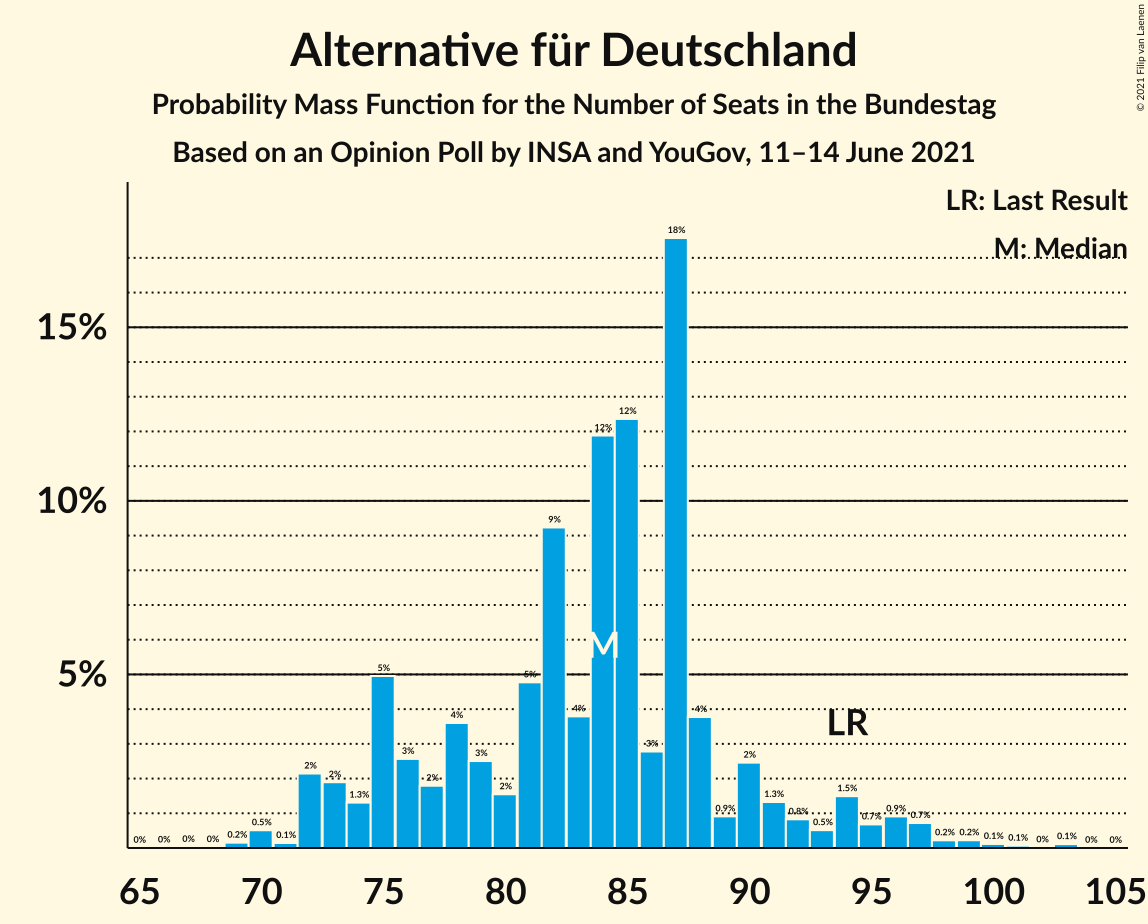 © 2021 Filip van Laenen
Alternative für Deutschland
Probability Mass Function for the Number of Seats in the Bundestag
Based on an Opinion Poll by INSA and YouGov, 11–14 June 2021
LR: Last Result
M: Median
15%
10%
5%
0% 0% 0% 0% 0.2% 0.5% 0.1% 2% 2% 1.3% 5% 3% 2% 4% 3% 2% 5% 9% 4% 12% 12% 3% 18% 4% 0.9% 2% 1.3% 0.8% 0.5% 1.5% 0.7% 0.9% 0.7% 0.2% 0.2% 0.1% 0.1% 0% 0.1% 0% 0%
M
LR
65 70 75 80 85 90 95 100 105